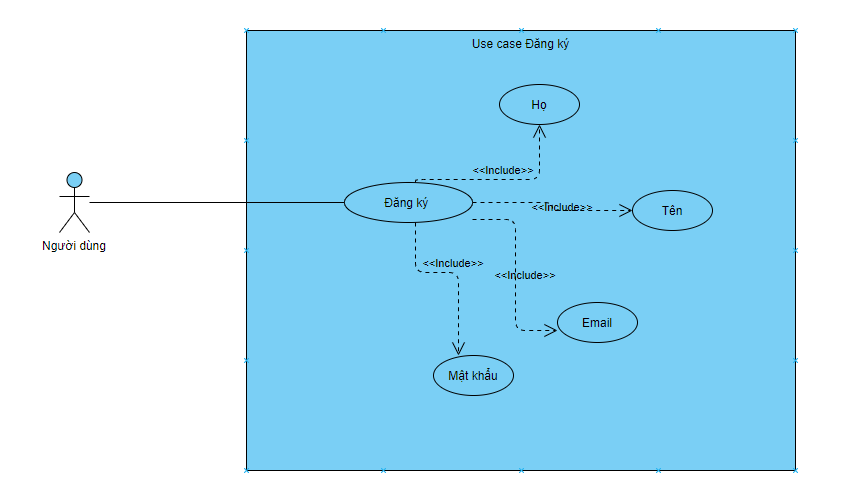 Use case Đăng ký
Họ
<<Include>>
Đăng ký
<<Include>>
Tên
Người dùng
<<Include>>
<<Include>>
Email
Mật khẩu